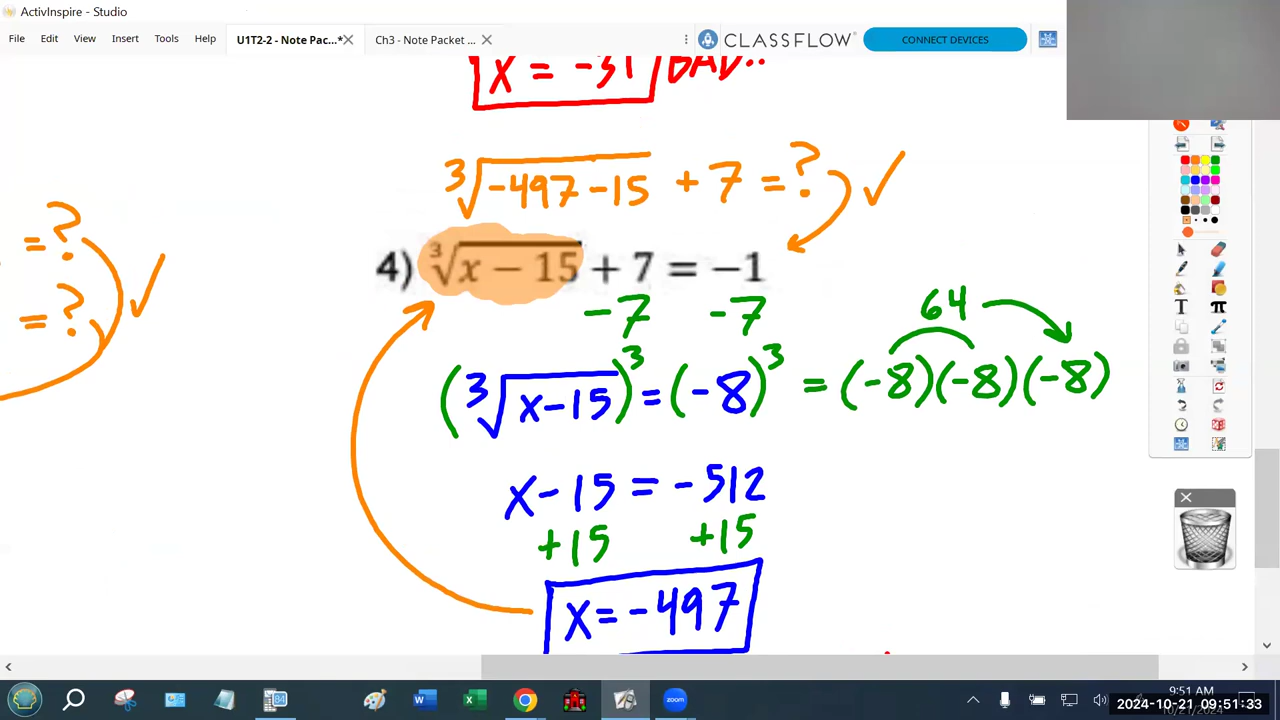 ActivInspire - Studio
File Edit View Insert Tools Help U1T2-2 - Note Pac...* Ch3 - Note Packet ... CLASSFLOW CONNECT DEVICES
x = -31 BAD!!
∛(-497-15) + 7 = ?
= ?
4) ∛(x − 15) + 7 = −1
-7 -7
64
= ?
(∛(x-15))³ = (-8)³ = (-8)(-8)(-8)
x-15 = -512
+15 +15
x = -497
zoom
9:51 AM
2024-10-21 09:51:33